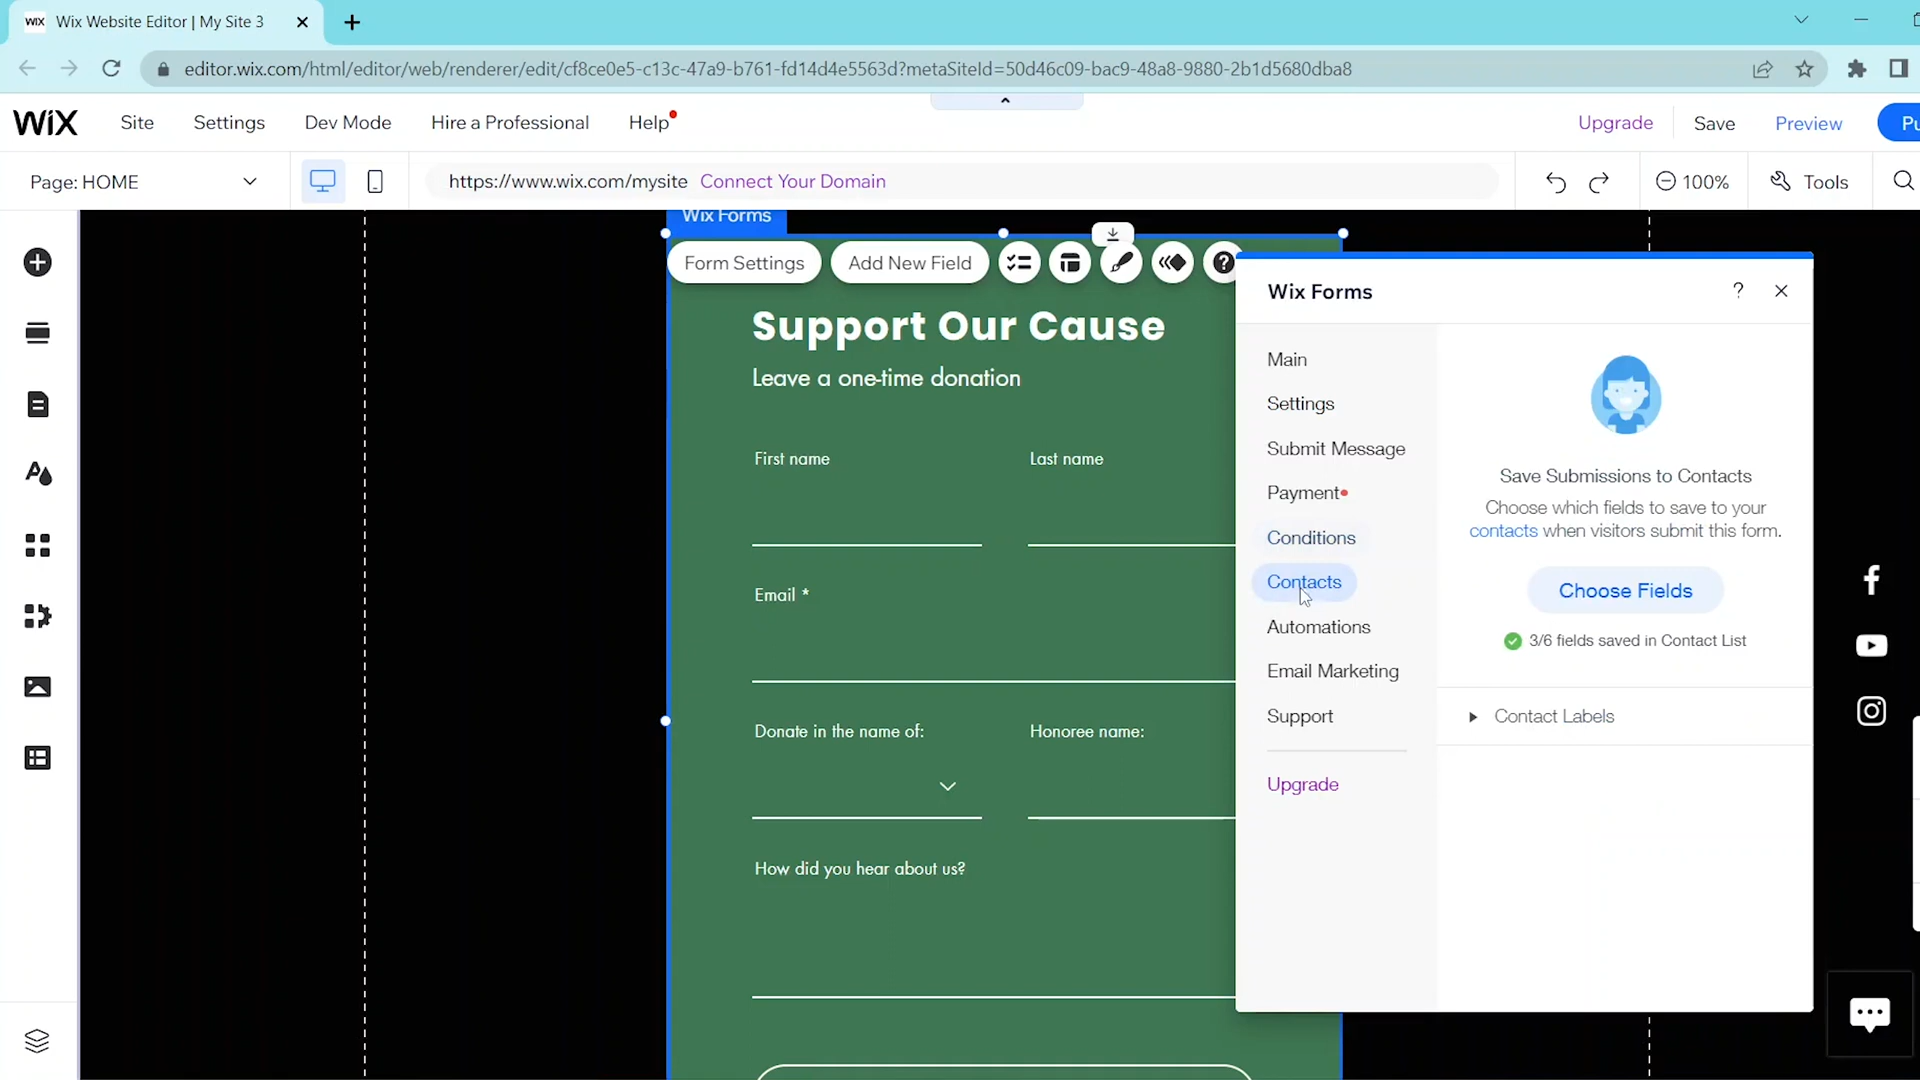 WIX Wix Website Editor | My Site 3
editor.wix.com/html/editor/web/renderer/edit/cf8ce0e5-c13c-47a9-b761-fd14d4e5563d?metaSiteId=50d46c09-bac9-48a8-9880-2b1d5680dba8
WIX Site Settings Dev Mode Hire a Professional Help Upgrade Save Preview Pu
Page: HOME https://www.wix.com/mysite Connect Your Domain 100% Tools
Wix Forms
Form Settings Add New Field
Support Our Cause
Leave a one-time donation
First name Last name
Email *
Donate in the name of: Honoree name:
How did you hear about us?
Wix Forms ?
Main
Settings
Submit Message
Payment
Conditions
Contacts
Automations
Email Marketing
Support
Upgrade
Save Submissions to Contacts
Choose which fields to save to your
contacts when visitors submit this form.
Choose Fields
3/6 fields saved in Contact List
Contact Labels